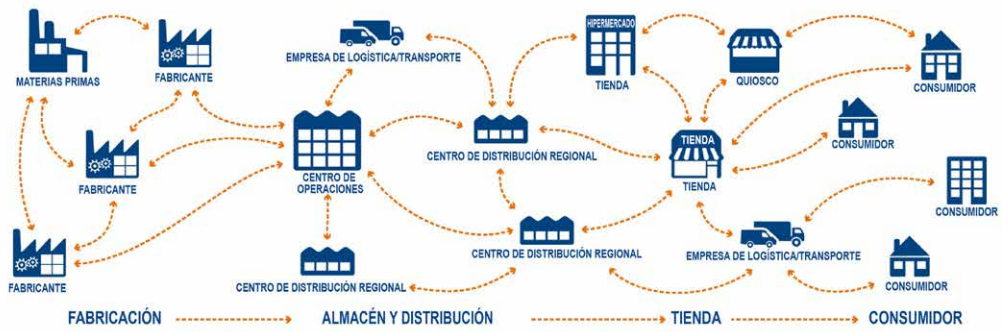 MATERIAS PRIMAS
FABRICANTE
EMPRESA DE LOGÍSTICA/TRANSPORTE
HIPERMERCADO
TIENDA
QUIOSCO
CONSUMIDOR
FABRICANTE
CENTRO DE
OPERACIONES
CENTRO DE DISTRIBUCIÓN REGIONAL
TIENDA
TIENDA
CONSUMIDOR
CONSUMIDOR
FABRICANTE
CENTRO DE DISTRIBUCIÓN REGIONAL
CENTRO DE DISTRIBUCIÓN REGIONAL
EMPRESA DE LOGÍSTICA/TRANSPORTE
CONSUMIDOR
FABRICACIÓN
ALMACÉN Y DISTRIBUCIÓN
TIENDA
CONSUMIDOR